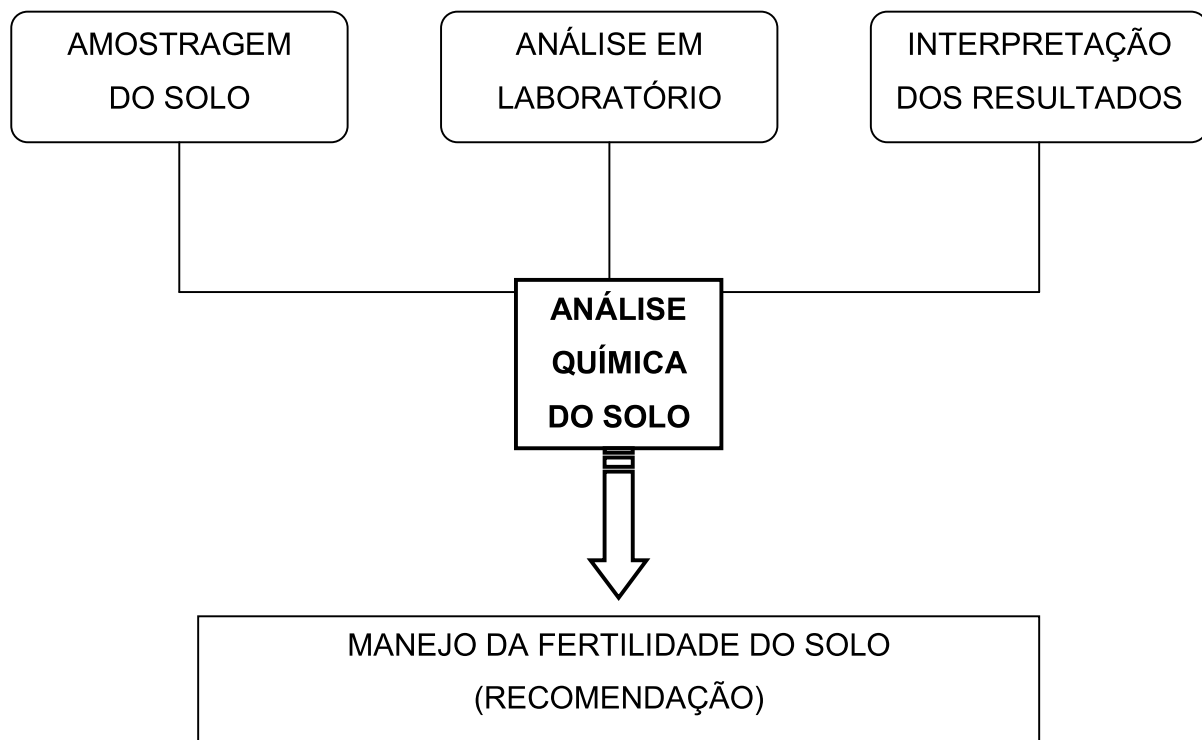 AMOSTRAGEM
DO SOLO
ANÁLISE EM
LABORATÓRIO
INTERPRETAÇÃO
DOS RESULTADOS
ANÁLISE
QUÍMICA
DO SOLO
MANEJO DA FERTILIDADE DO SOLO
(RECOMENDAÇÃO)